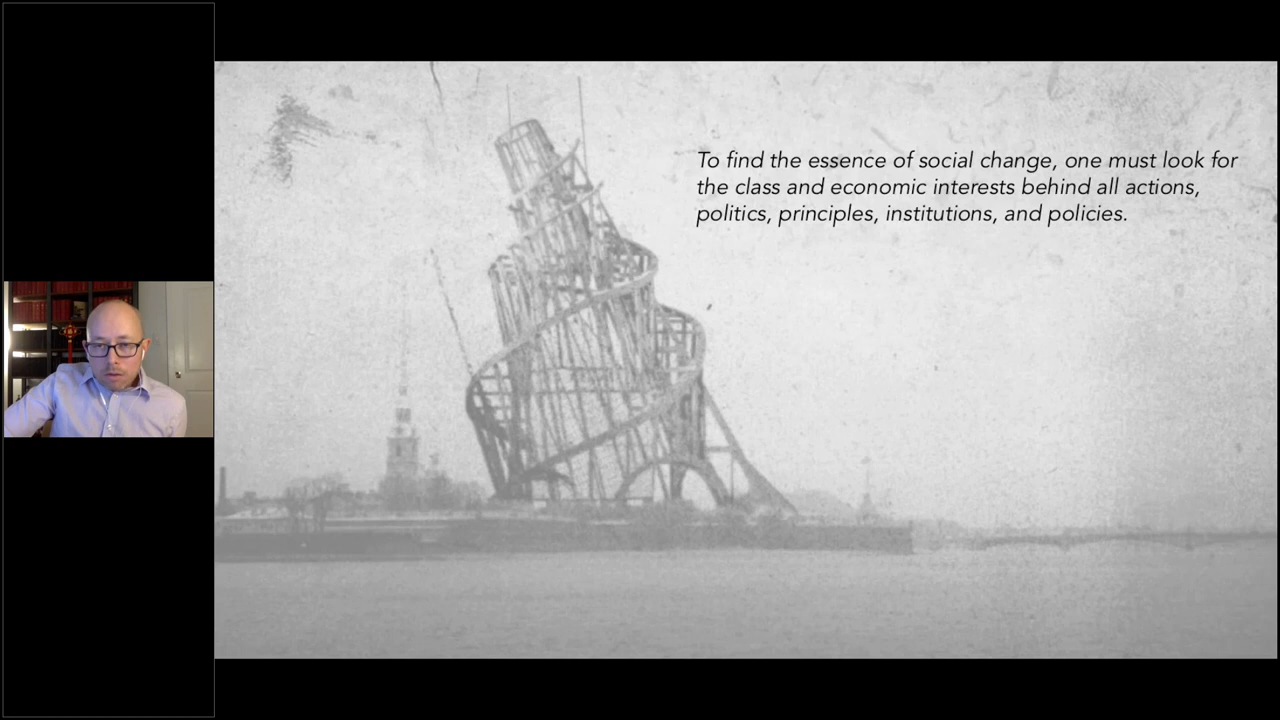 To find the essence of social change, one must look for
the class and economic interests behind all actions,
politics, principles, institutions, and policies.